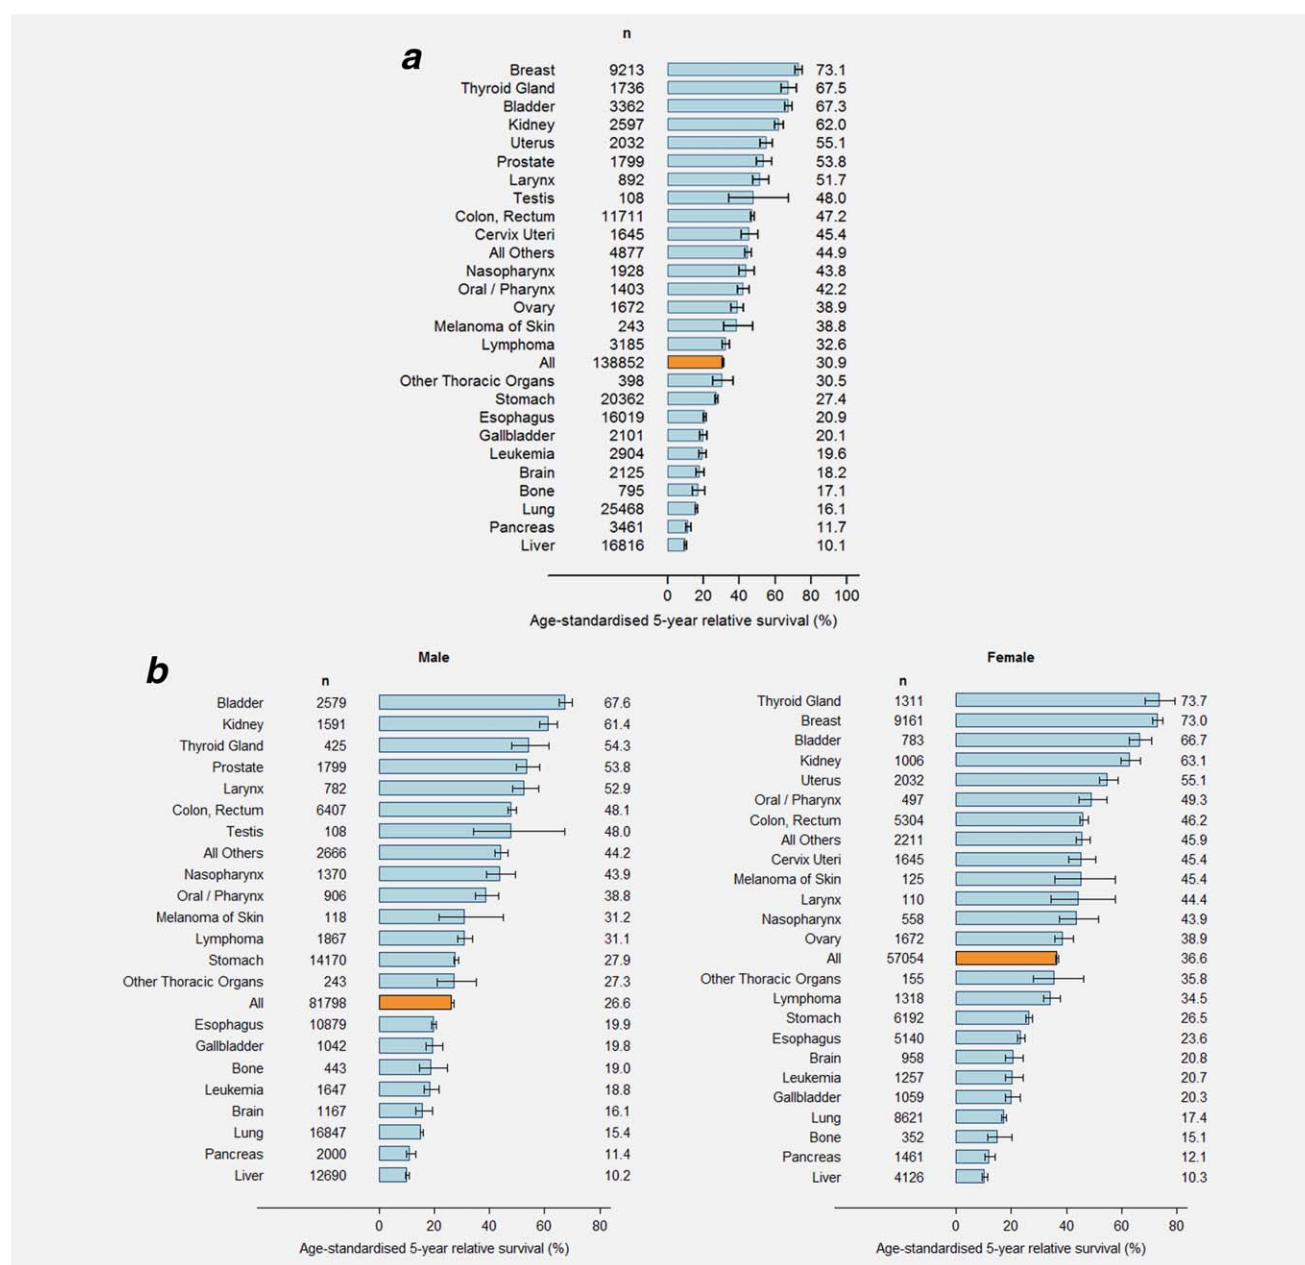 a
n
Breast 9213 73.1
Thyroid Gland 1736 67.5
Bladder 3362 67.3
Kidney 2597 62.0
Uterus 2032 55.1
Prostate 1799 53.8
Larynx 892 51.7
Testis 108 48.0
Colon, Rectum 11711 47.2
Cervix Uteri 1645 45.4
All Others 4877 44.9
Nasopharynx 1928 43.8
Oral / Pharynx 1403 42.2
Ovary 1672 38.9
Melanoma of Skin 243 38.8
Lymphoma 3185 32.6
All 138852 30.9
Other Thoracic Organs 398 30.5
Stomach 20362 27.4
Esophagus 16019 20.9
Gallbladder 2101 20.1
Leukemia 2904 19.6
Brain 2125 18.2
Bone 795 17.1
Lung 25468 16.1
Pancreas 3461 11.7
Liver 16816 10.1
0 20 40 60 80 100
Age-standardised 5-year relative survival (%)
b
Male
n
Bladder 2579 67.6
Kidney 1591 61.4
Thyroid Gland 425 54.3
Prostate 1799 53.8
Larynx 782 52.9
Colon, Rectum 6407 48.1
Testis 108 48.0
All Others 2666 44.2
Nasopharynx 1370 43.9
Oral / Pharynx 906 38.8
Melanoma of Skin 118 31.2
Lymphoma 1867 31.1
Stomach 14170 27.9
Other Thoracic Organs 243 27.3
All 81798 26.6
Esophagus 10879 19.9
Gallbladder 1042 19.8
Bone 443 19.0
Leukemia 1647 18.8
Brain 1167 16.1
Lung 16847 15.4
Pancreas 2000 11.4
Liver 12690 10.2
0 20 40 60 80
Age-standardised 5-year relative survival (%)
Female
n
Thyroid Gland 1311 73.7
Breast 9161 73.0
Bladder 783 66.7
Kidney 1006 63.1
Uterus 2032 55.1
Oral / Pharynx 497 49.3
Colon, Rectum 5304 46.2
All Others 2211 45.9
Cervix Uteri 1645 45.4
Melanoma of Skin 125 45.4
Larynx 110 44.4
Nasopharynx 558 43.9
Ovary 1672 38.9
All 57054 36.6
Other Thoracic Organs 155 35.8
Lymphoma 1318 34.5
Stomach 6192 26.5
Esophagus 5140 23.6
Brain 958 20.8
Leukemia 1257 20.7
Gallbladder 1059 20.3
Lung 8621 17.4
Bone 352 15.1
Pancreas 1461 12.1
Liver 4126 10.3
0 20 40 60 80
Age-standardised 5-year relative survival (%)